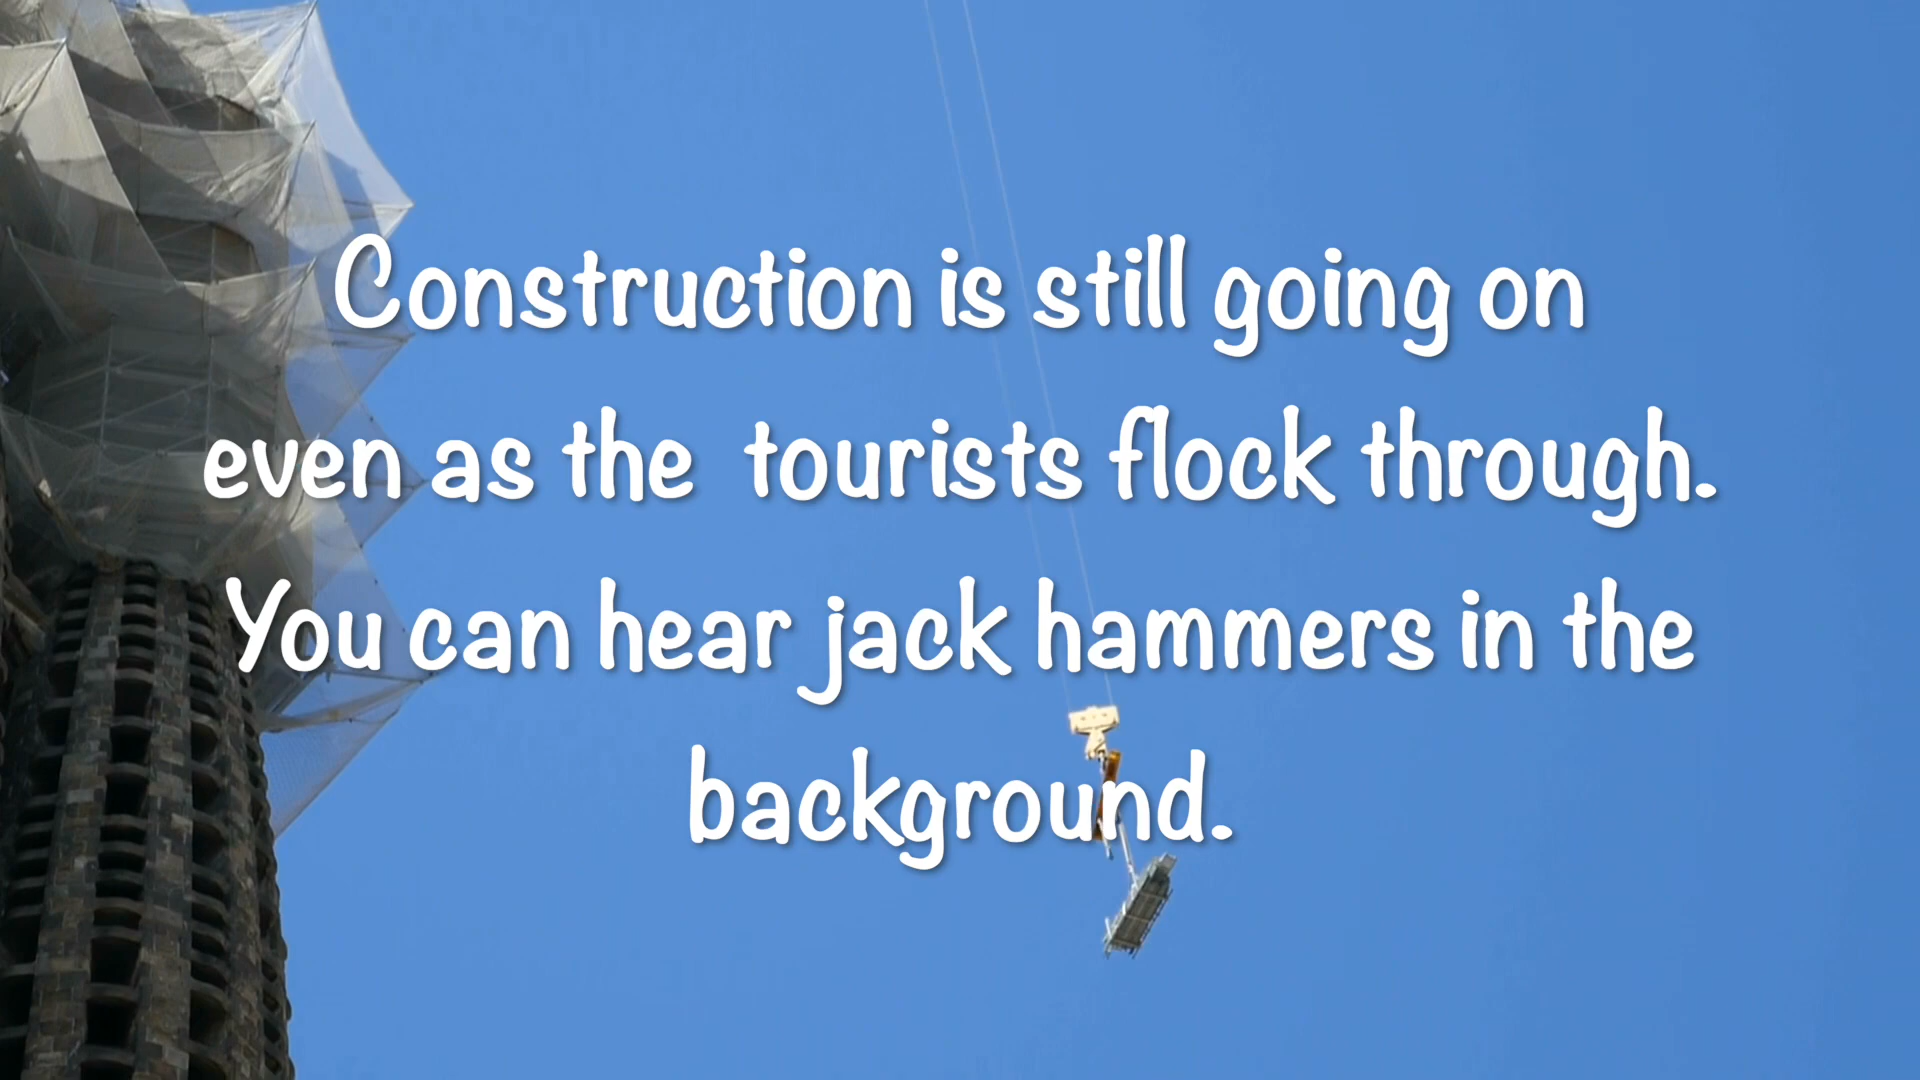 Construction is still going on
even as the  tourists flock through.
You can hear jack hammers in the
background.